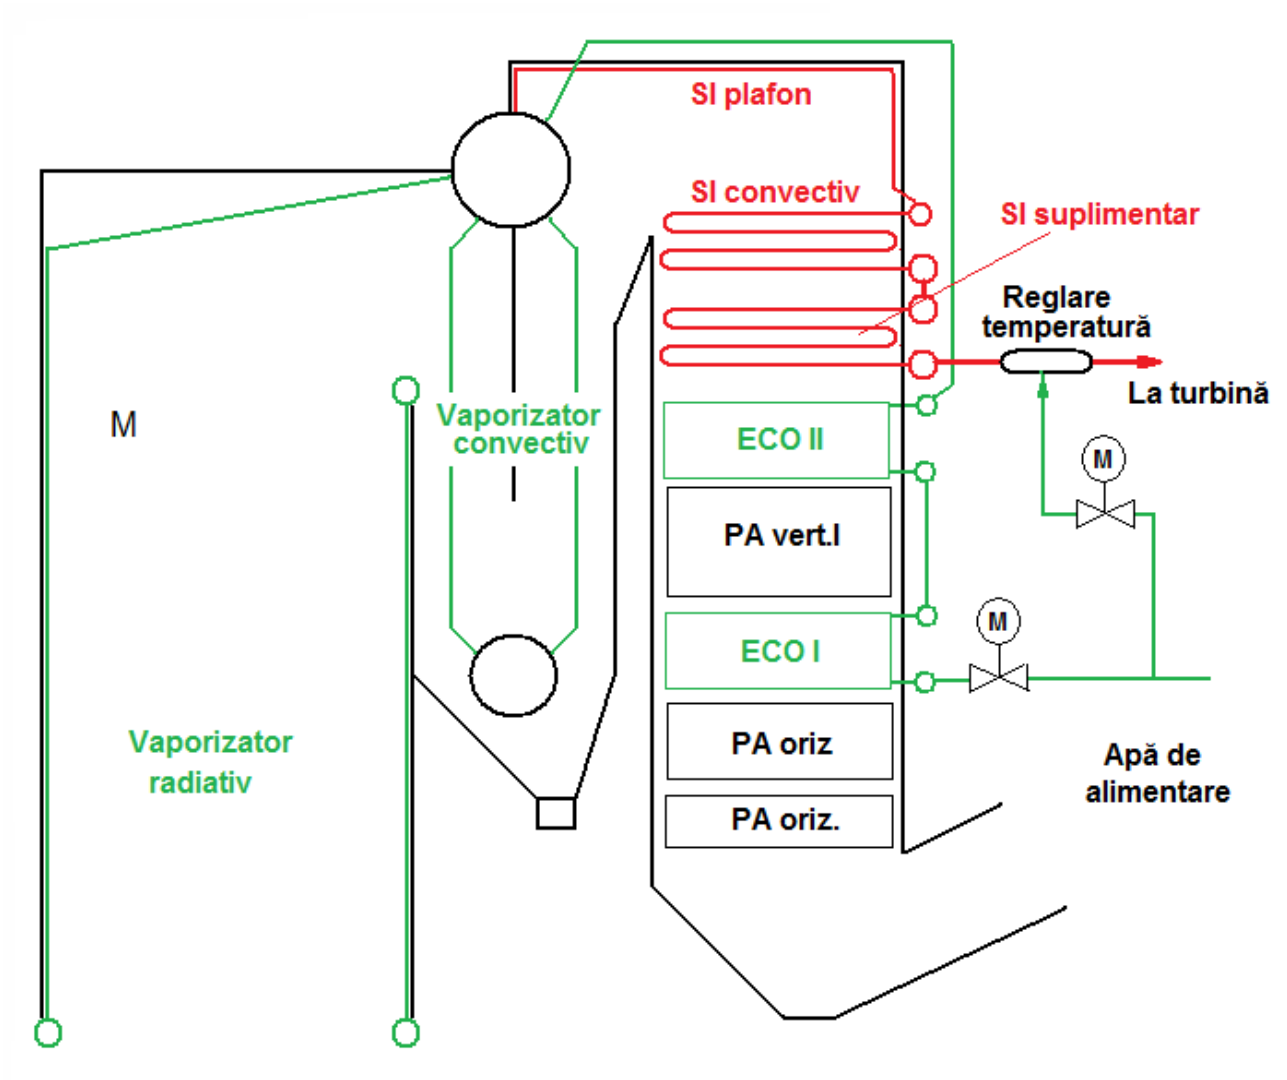 SI plafon
SI convectiv
SI suplimentar
Reglare
temperatură
La turbină
M
Vaporizator
convectiv
ECO II
M
PA vert.I
M
ECO I
Vaporizator
radiativ
PA oriz
Apă de
alimentare
PA oriz.